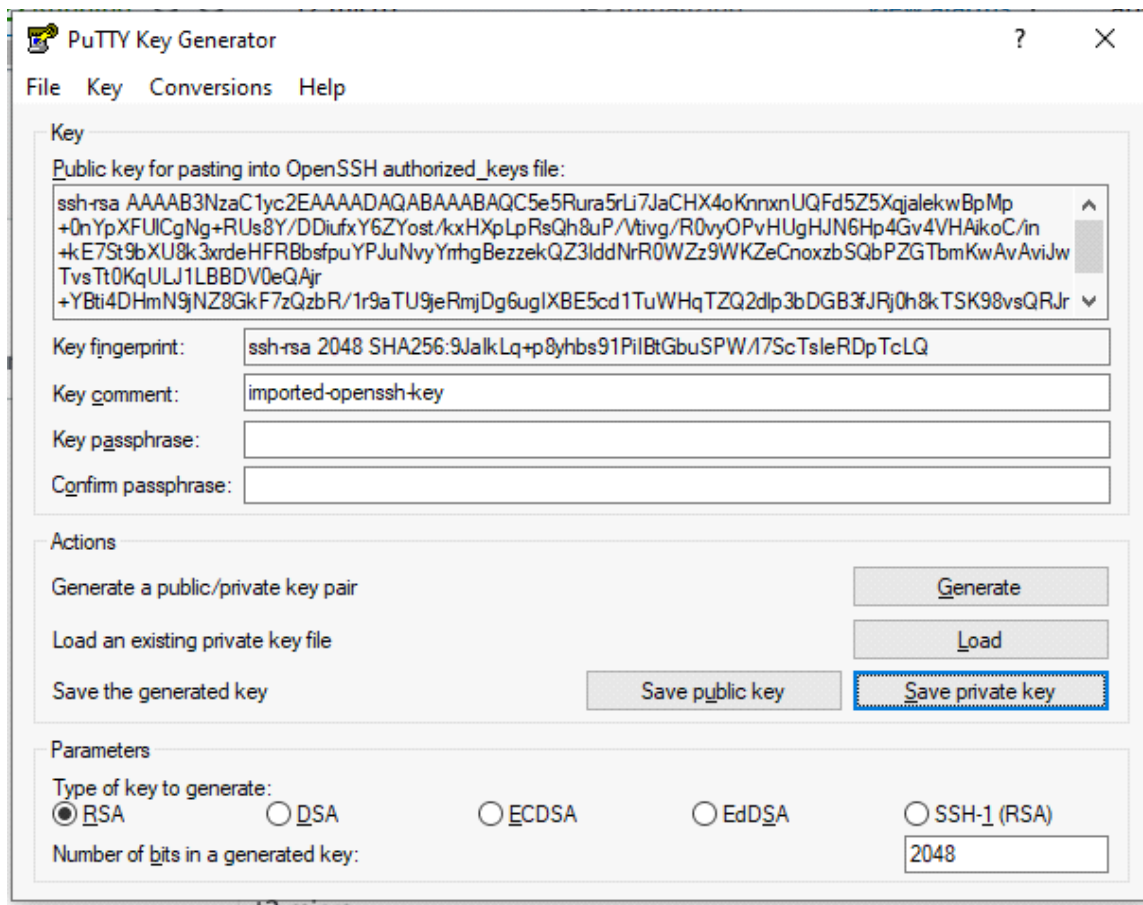 PuTTY Key Generator
?
File Key Conversions Help
Key
Public key for pasting into OpenSSH authorized_keys file:
ssh-rsa AAAAB3NzaC1yc2EAAAADAQABAAABAQC5e5Rura5rLi7JaCHX4oKnnxnUQFd5Z5XqjalekwBpMp
+0nYpXFUlCgNg+RUs8Y/DDiufxY6ZYost/kxHXpLpRsQh8uP/Vtivg/R0vyOPvHUgHJN6Hp4Gv4VHAikoC/in
+kE7St9bXU8k3xrdeHFRBbsfpuYPJuNvyYrrhgBezzekQZ3IddNrR0WZz9WKZeCnoxzbSQbPZGTbmKwAvAviJw
TvsTt0KqULJ1LBBDV0eQAjr
+YBti4DHmN9jNZ8GkF7zQzbR/1r9aTU9jeRmjDg6ugIXBE5cd1TuWHqTZQ2dlp3bDGB3fJRj0h8kTSK98vsQRJr
Key fingerprint: ssh-rsa 2048 SHA256:9JalkLq+p8yhbs91PiIBtGbuSPW/I7ScTsleRDpTcLQ
Key comment: imported-openssh-key
Key passphrase:
Confirm passphrase:
Actions
Generate a public/private key pair Generate
Load an existing private key file Load
Save the generated key Save public key Save private key
Parameters
Type of key to generate:
RSA DSA ECDSA EdDSA SSH-1 (RSA)
Number of bits in a generated key: 2048